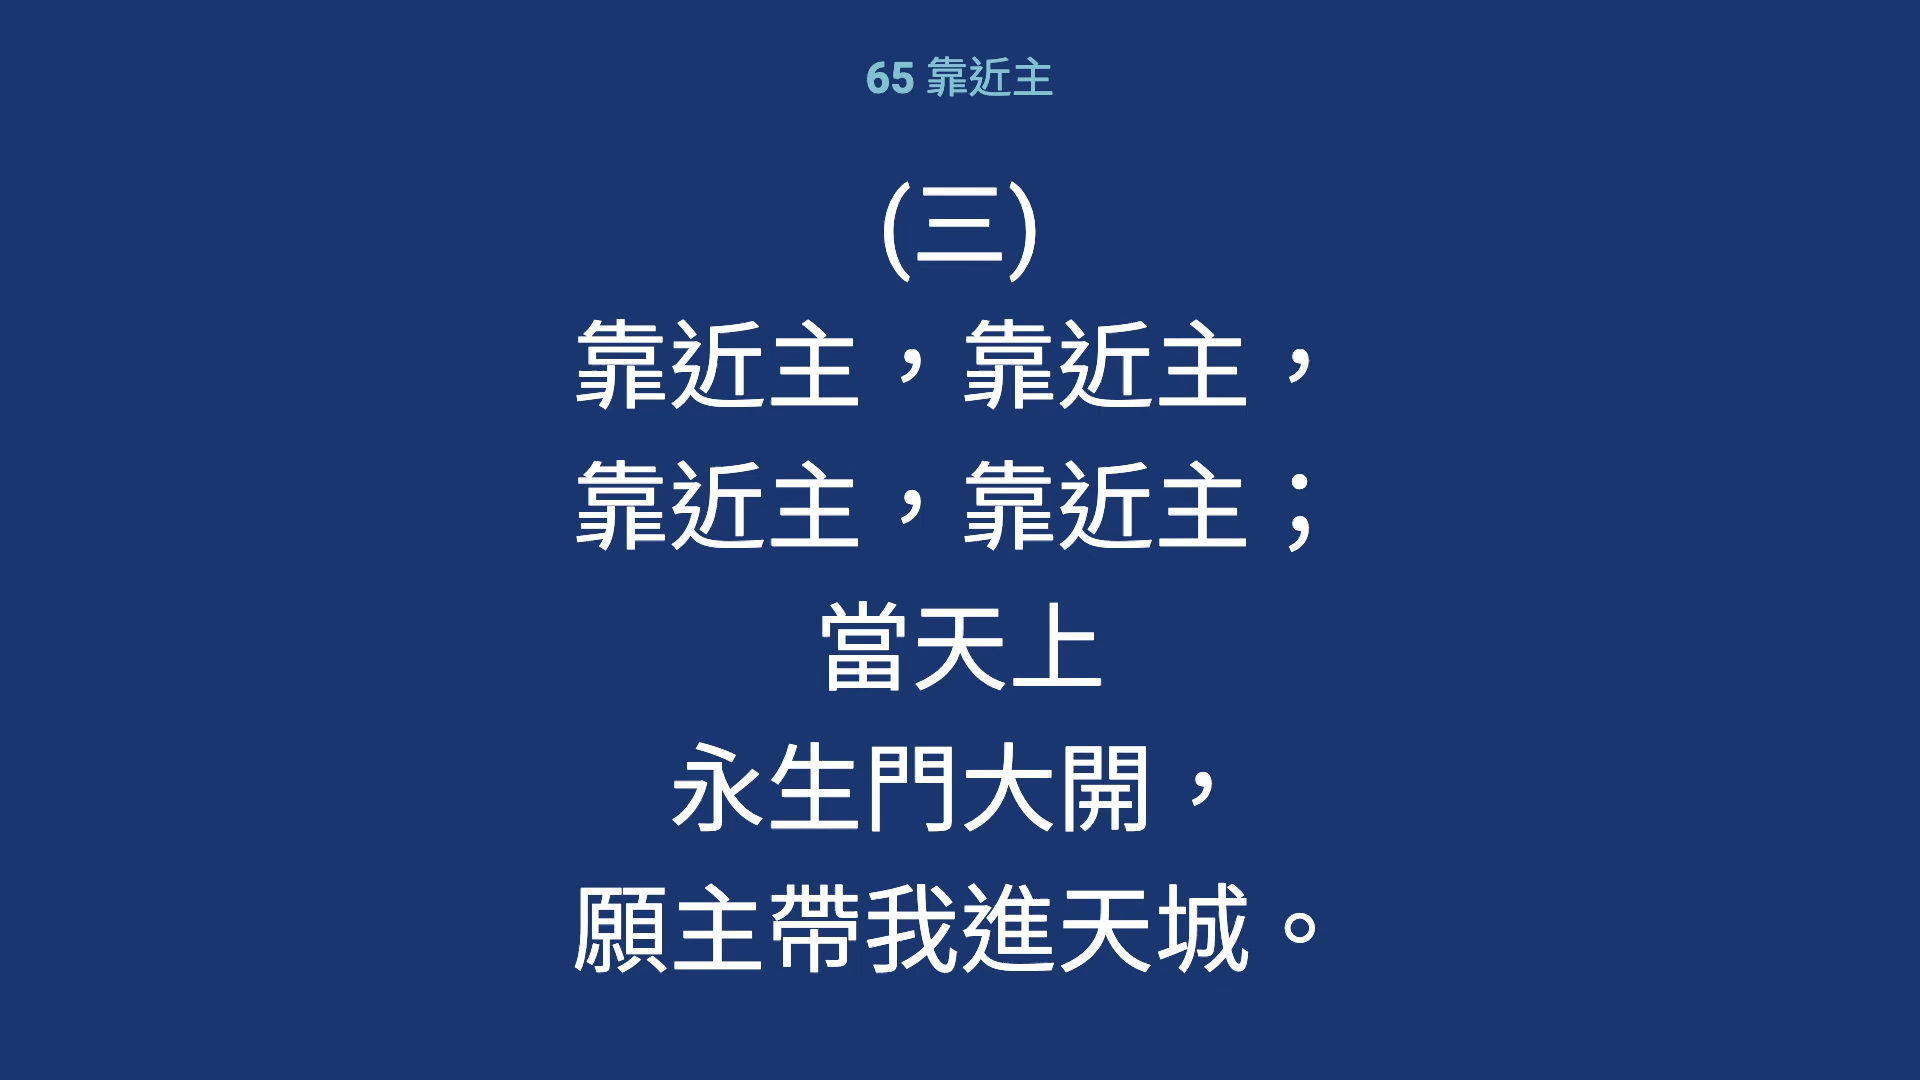 65 靠近主
(三)
靠近主，靠近主，
靠近主，靠近主；
當天上
永生門大開，
願主帶我進天城。